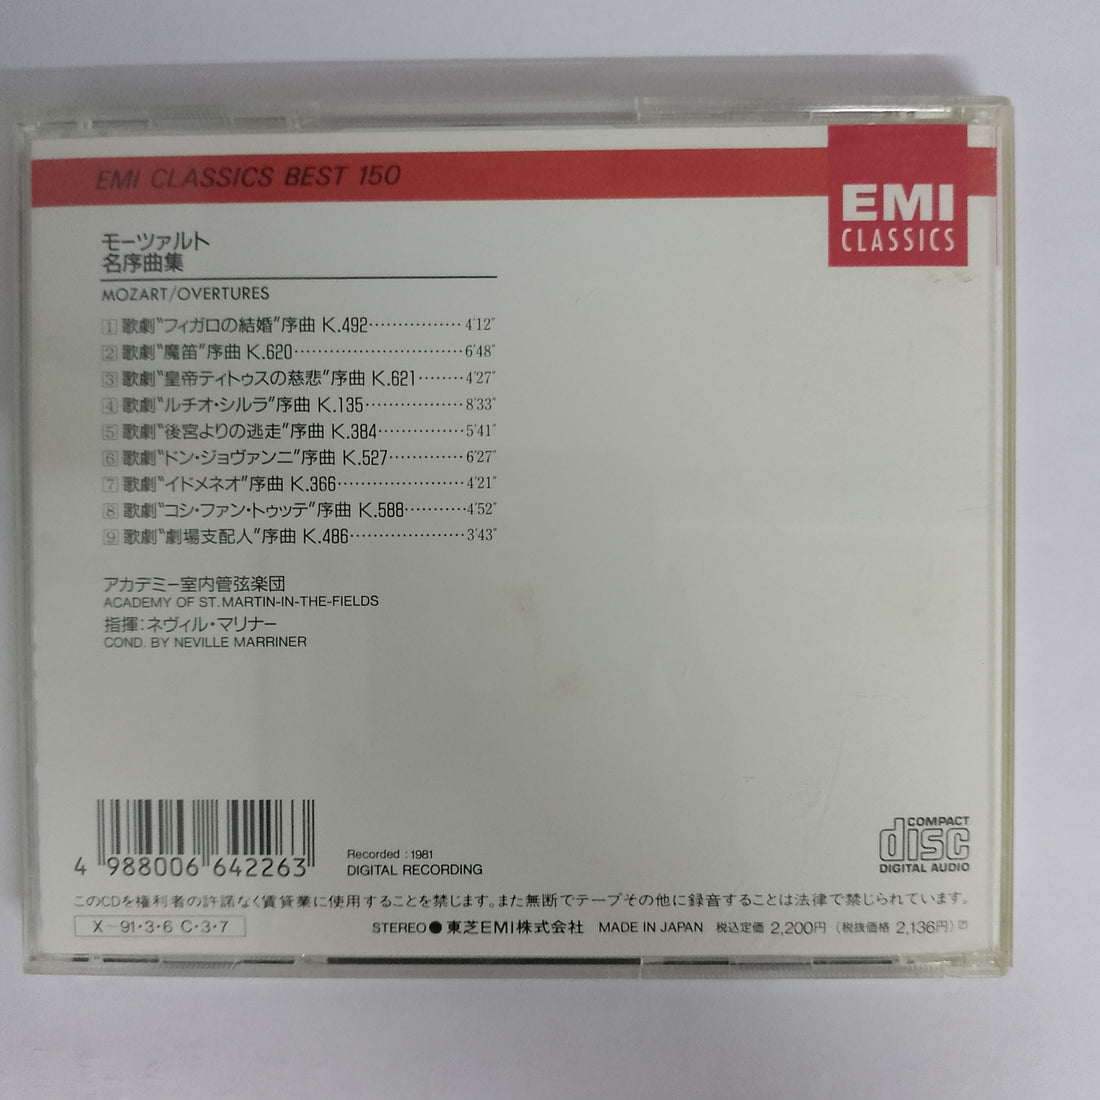 EMI CLASSICS BEST 150
EMI
CLASSICS
モーツァルト
名序曲集
MOZART/OVERTURES
1 歌劇“フィガロの結婚”序曲 K.492················4′12″
2 歌劇“魔笛”序曲 K.620·····························6′48″
3 歌劇“皇帝ティトゥスの慈悲”序曲 K.621········4′27″
4 歌劇“ルチオ・シルラ”序曲 K.135·················8′33″
5 歌劇“後宮よりの逃走”序曲 K.384···············5′41″
6 歌劇“ドン・ジョヴァンニ”序曲 K.527·············6′27″
7 歌劇“イドメネオ”序曲 K.366······················4′21″
8 歌劇“コシ・ファン・トゥッテ”序曲 K.588···········4′52″
9 歌劇“劇場支配人”序曲 K.486····················3′43″
アカデミー室内管弦楽団
ACADEMY OF ST. MARTIN-IN-THE-FIELDS
指揮：ネヴィル・マリナー
COND. BY NEVILLE MARRINER
4 988006 642263
Recorded : 1981
DIGITAL RECORDING
COMPACT
disc
DIGITAL AUDIO
このCDを権利者の許諾なく賃貸業に使用することを禁じます。また無断でテープその他に録音することは法律で禁じられています。
X－91・3・6 C・3・7
STEREO●東芝EMI株式会社 MADE IN JAPAN 税込定価 2,200円（税抜価格 2,136円）